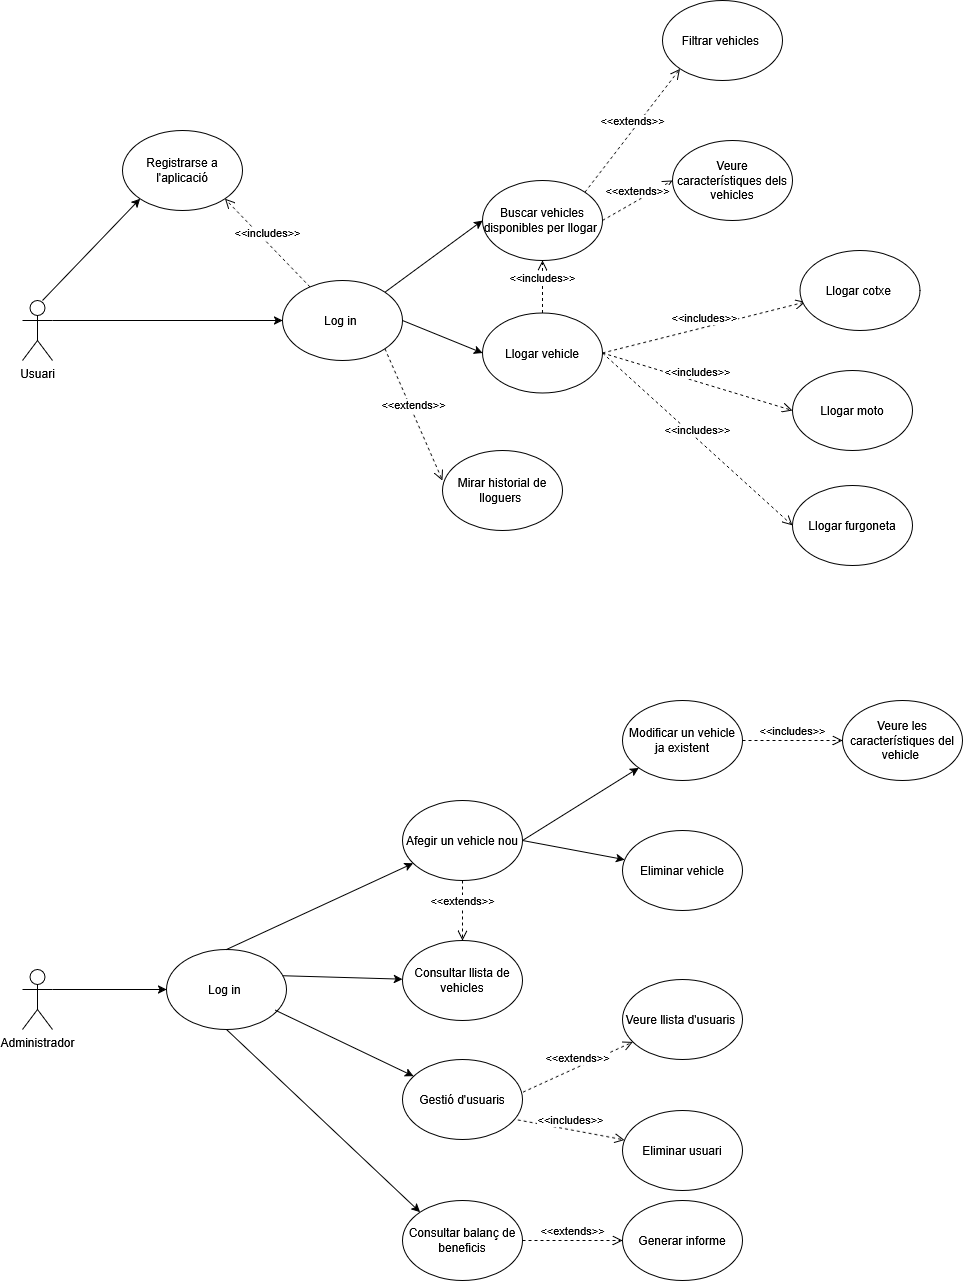 Filtrar vehicles
<<extends>>
Registrarse a
l'aplicació
Veure
característiques dels
vehicles
<<extends>>
Buscar vehicles
disponibles per llogar
<<includes>>
<<includes>>
Llogar cotxe
<<includes>>
Log in
Llogar vehicle
Usuari
<<includes>>
<<extends>>
Llogar moto
<<includes>>
Mirar historial de
lloguers
Llogar furgoneta
Modificar un vehicle
ja existent
<<includes>>
Veure les
característiques del
vehicle
Afegir un vehicle nou
Eliminar vehicle
<<extends>>
Consultar llista de
vehicles
Log in
Administrador
Veure llista d'usuaris
<<extends>>
Gestió d'usuaris
<<includes>>
Eliminar usuari
Consultar balanç de
beneficis
<<extends>>
Generar informe